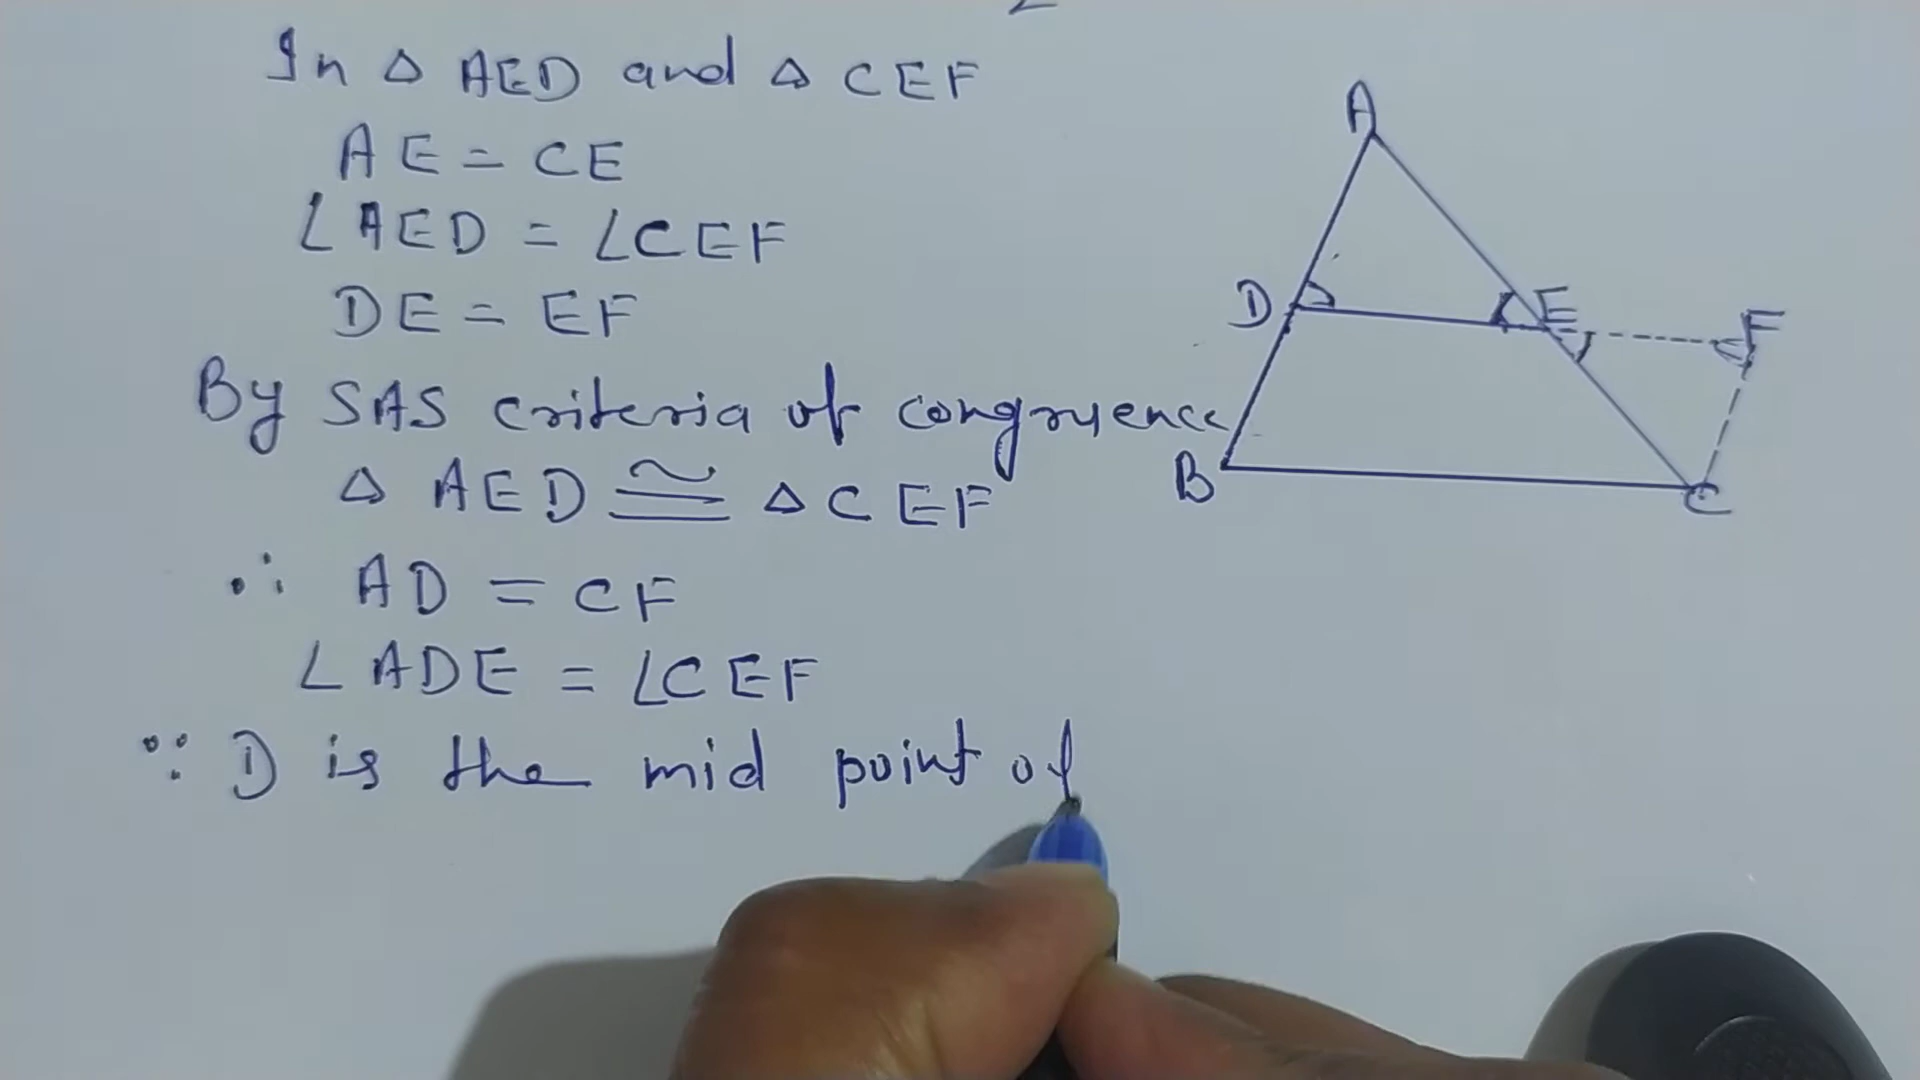 In △ AED and △ CEF
AE = CE
∠AED = ∠CEF
DE = EF
By SAS criteria of congruence
△ AED ≅ △ CEF
∴ AD = CF
∠ADE = ∠CEF
∵ D is the mid point of
A
D
E
F
B
C